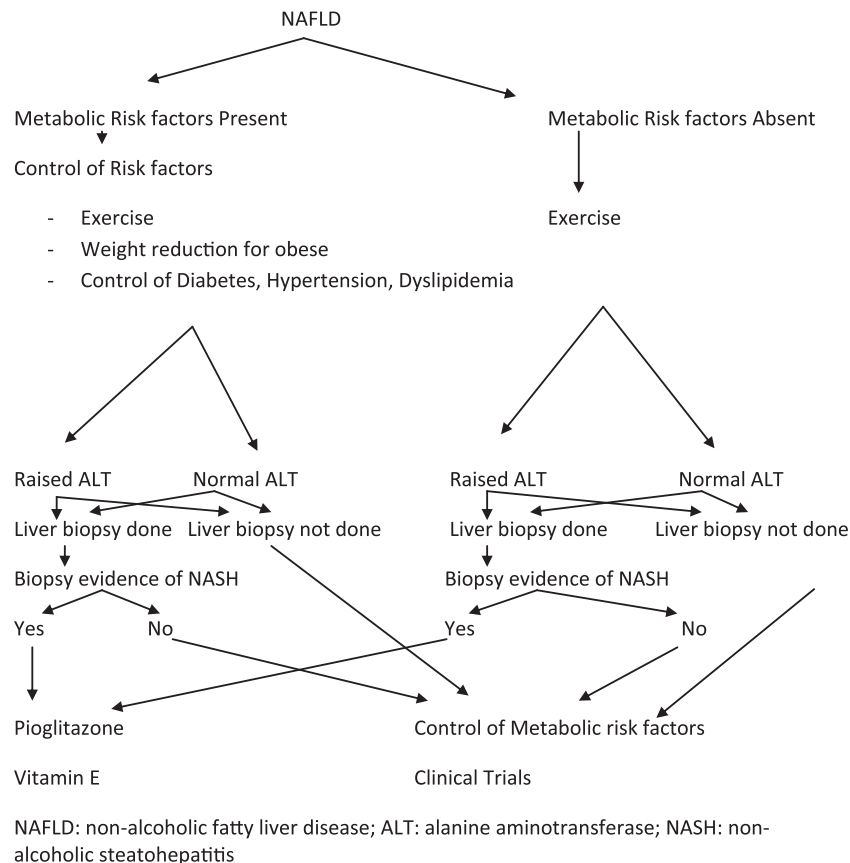 NAFLD
Metabolic Risk factors Present
Metabolic Risk factors Absent
Control of Risk factors
- Exercise
Exercise
- Weight reduction for obese
- Control of Diabetes, Hypertension, Dyslipidemia
Raised ALT
Normal ALT
Raised ALT
Normal ALT
Liver biopsy done
Liver biopsy not done
Liver biopsy done
Liver biopsy not done
Biopsy evidence of NASH
Biopsy evidence of NASH
Yes
No
Yes
No
Pioglitazone
Control of Metabolic risk factors
Vitamin E
Clinical Trials
NAFLD: non-alcoholic fatty liver disease; ALT: alanine aminotransferase; NASH: non-
alcoholic steatohepatitis